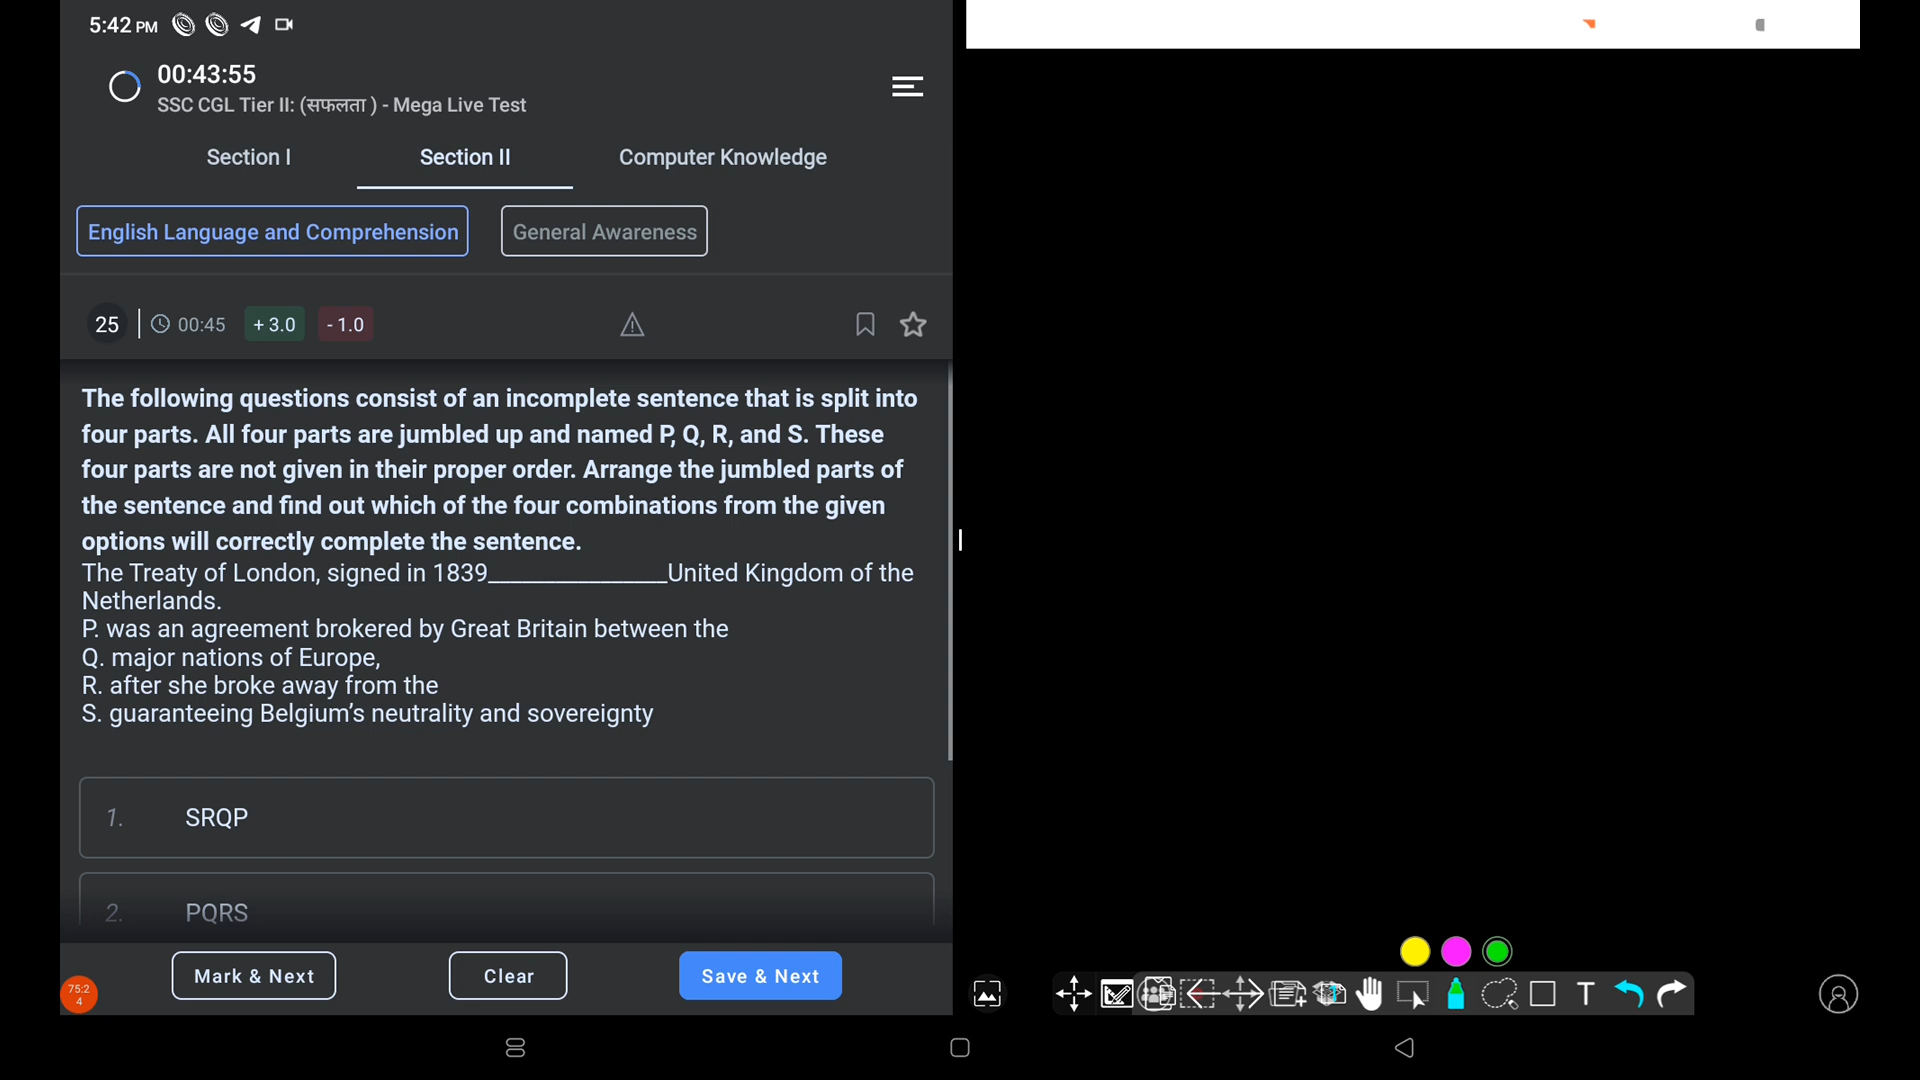 5:42 PM
00:43:55
SSC CGL Tier II: (सफलता ) - Mega Live Test
Section I
Section II
Computer Knowledge
English Language and Comprehension
General Awareness
25
00:45
+ 3.0
- 1.0
The following questions consist of an incomplete sentence that is split into
four parts. All four parts are jumbled up and named P, Q, R, and S. These
four parts are not given in their proper order. Arrange the jumbled parts of
the sentence and find out which of the four combinations from the given
options will correctly complete the sentence.
The Treaty of London, signed in 1839______________United Kingdom of the
Netherlands.
P. was an agreement brokered by Great Britain between the
Q. major nations of Europe,
R. after she broke away from the
S. guaranteeing Belgium’s neutrality and sovereignty
1. SRQP
2. PQRS
Mark & Next
Clear
Save & Next
75:2
4
T